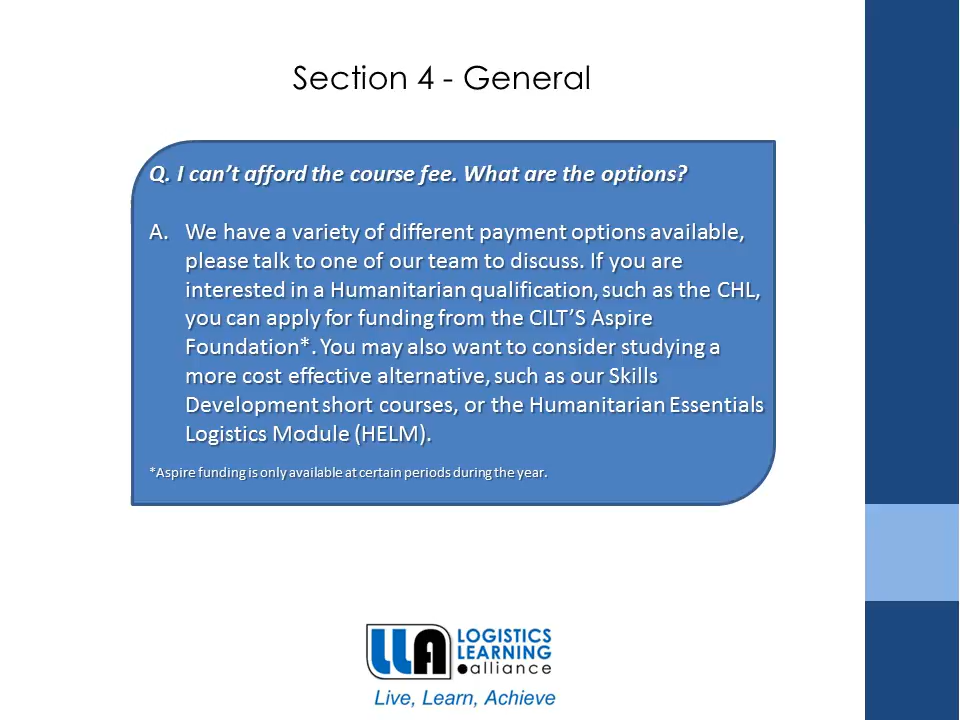 Section 4 - General
Q. I can’t afford the course fee. What are the options?
A. We have a variety of different payment options available,
please talk to one of our team to discuss. If you are
interested in a Humanitarian qualification, such as the CHL,
you can apply for funding from the CILT’S Aspire
Foundation*. You may also want to consider studying a
more cost effective alternative, such as our Skills
Development short courses, or the Humanitarian Essentials
Logistics Module (HELM).
*Aspire funding is only available at certain periods during the year.
LLA LOGISTICS
LEARNING
alliance
Live, Learn, Achieve